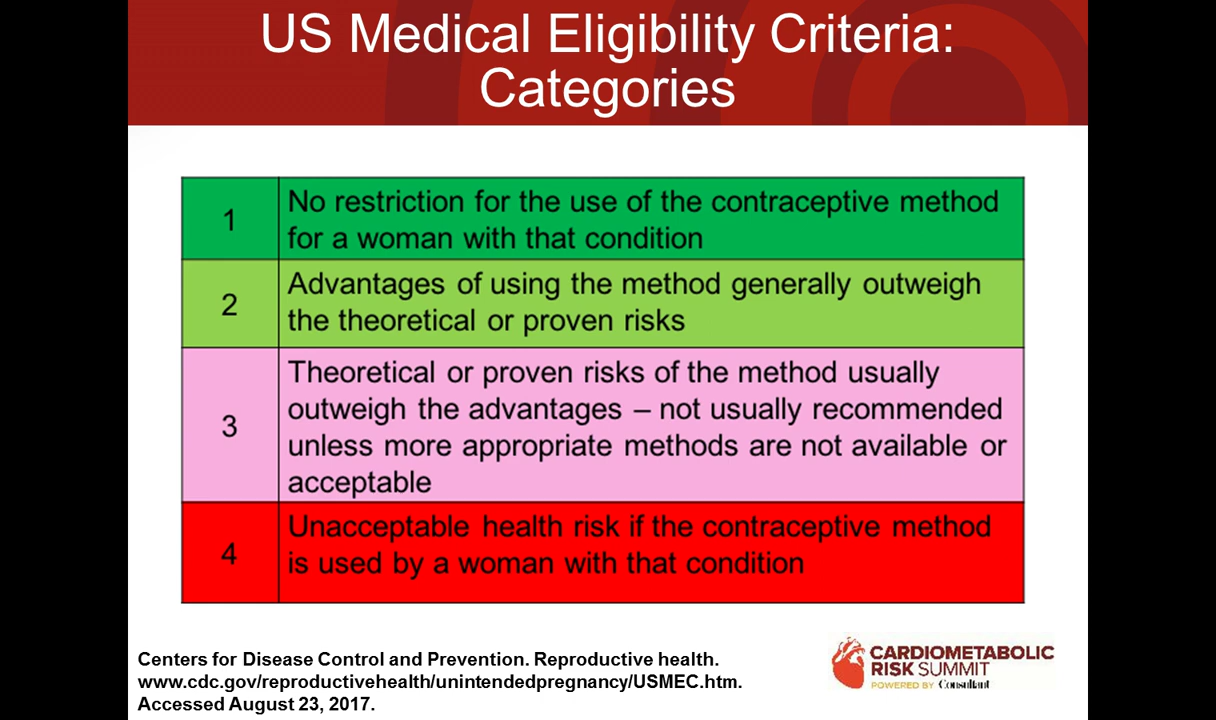 US Medical Eligibility Criteria:
Categories
1
No restriction for the use of the contraceptive method
for a woman with that condition
2
Advantages of using the method generally outweigh
the theoretical or proven risks
3
Theoretical or proven risks of the method usually
outweigh the advantages – not usually recommended
unless more appropriate methods are not available or
acceptable
4
Unacceptable health risk if the contraceptive method
is used by a woman with that condition
Centers for Disease Control and Prevention. Reproductive health.
www.cdc.gov/reproductivehealth/unintendedpregnancy/USMEC.htm.
Accessed August 23, 2017.
CARDIOMETABOLIC
RISK SUMMIT
POWERED BY Consultant